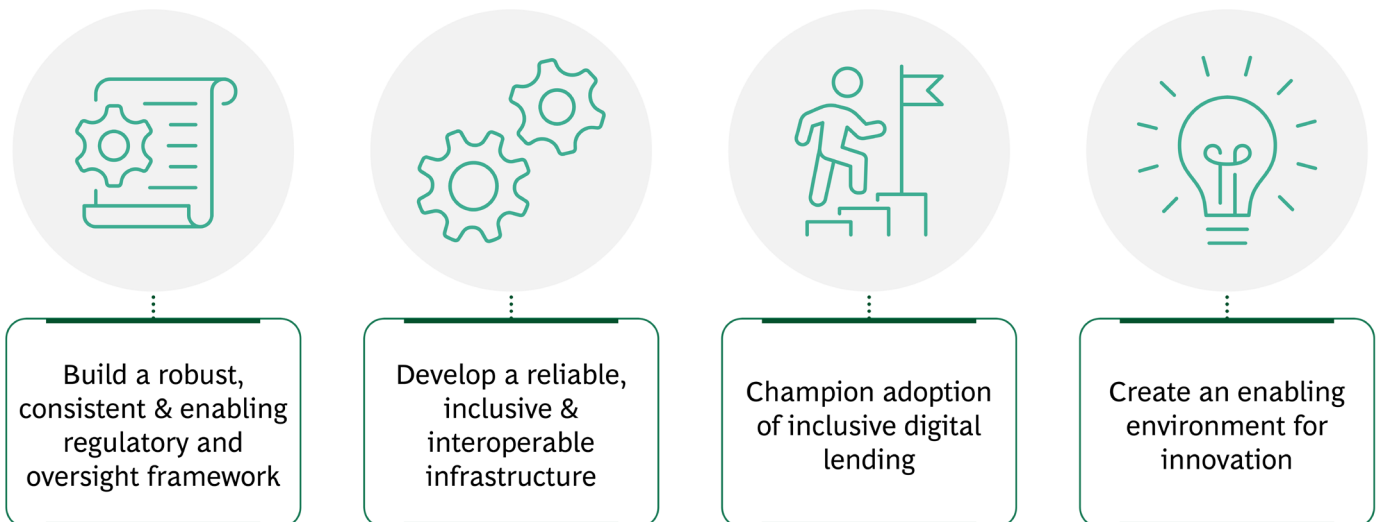 Build a robust,
consistent & enabling
regulatory and
oversight framework
Develop a reliable,
inclusive &
interoperable
infrastructure
Champion adoption
of inclusive digital
lending
Create an enabling
environment for
innovation